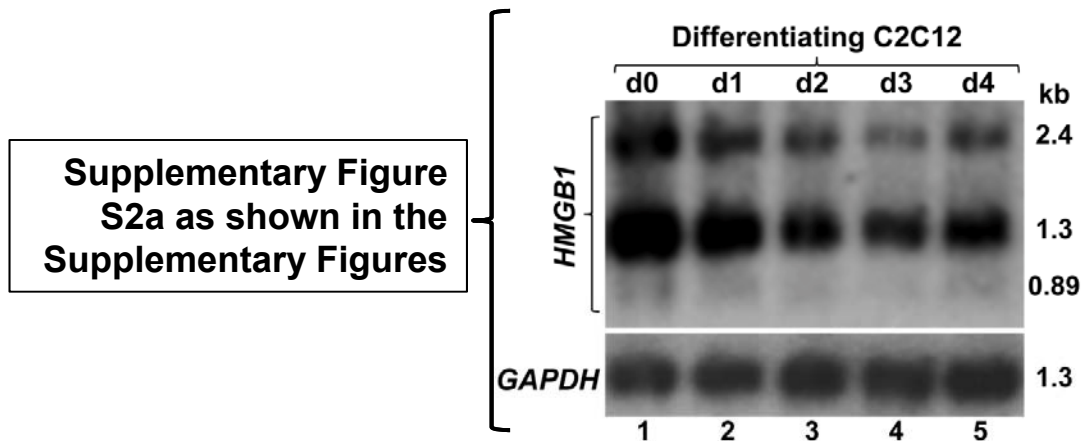 Supplementary Figure
S2a as shown in the
Supplementary Figures
Differentiating C2C12
d0 d1 d2 d3 d4 kb
HMGB1
2.4
1.3
0.89
GAPDH 1.3
1 2 3 4 5